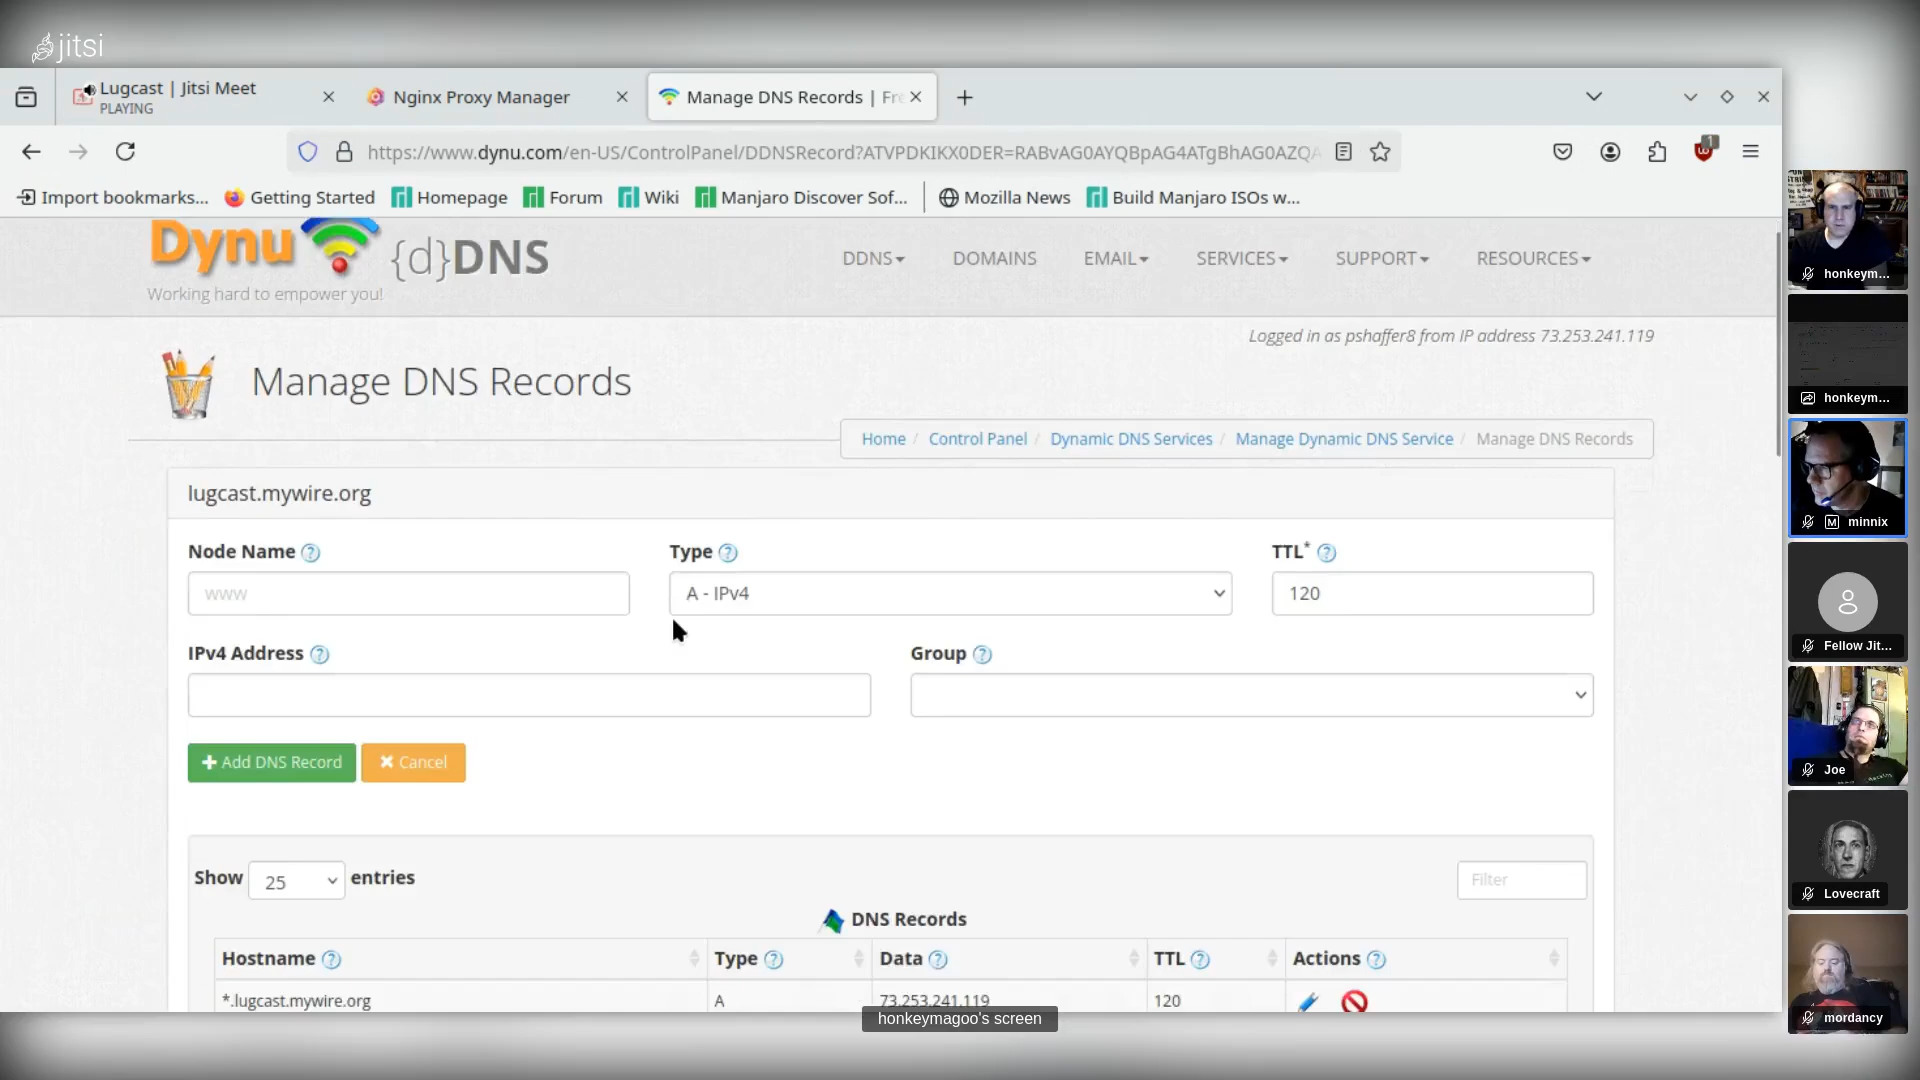 jitsi
Lugcast | Jitsi Meet
PLAYING
Nginx Proxy Manager
Manage DNS Records | Fre
https://www.dynu.com/en-US/ControlPanel/DDNSRecord?ATVPDKIKX0DER=RABvAG0AYQBpAG4ATgBhAG0AZQA
1
Import bookmarks...
Getting Started
Homepage
Forum
Wiki
Manjaro Discover Sof...
Mozilla News
Build Manjaro ISOs w...
Dynu {d}DNS
Working hard to empower you!
DDNS
DOMAINS
EMAIL
SERVICES
SUPPORT
RESOURCES
Logged in as pshaffer8 from IP address 73.253.241.119
Manage DNS Records
Home / Control Panel / Dynamic DNS Services / Manage Dynamic DNS Service / Manage DNS Records
lugcast.mywire.org
Node Name ?
Type ?
TTL* ?
www
A - IPv4
120
IPv4 Address ?
Group ?
Add DNS Record
Cancel
Show 25 entries
Filter
DNS Records
Hostname ?
Type ?
Data ?
TTL ?
Actions ?
*.lugcast.mywire.org
A
73.253.241.119
120
honkeymagoo's screen
honkeym...
honkeym...
M minnix
Fellow Jit...
Joe
Lovecraft
mordancy